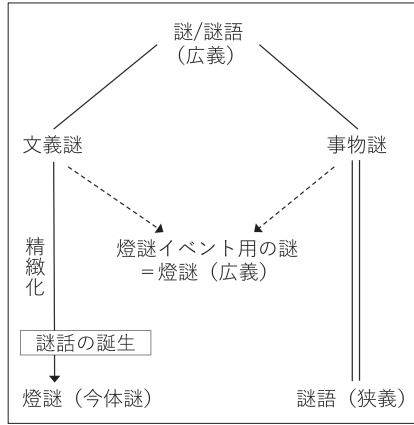 謎/謎語
（広義）
文義謎
事物謎
燈謎イベント用の謎
＝燈謎（広義）
精緻化
謎話の誕生
燈謎（今体謎）
謎語（狭義）